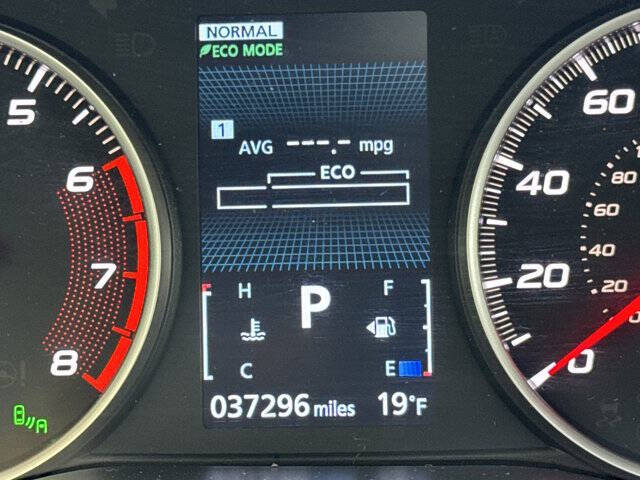 NORMAL
ECO MODE
1 AVG ---.- mpg
ECO
H P F
C E
037296 miles 19°F
5
6
7
8
60
40
20
0
80
60
40
20